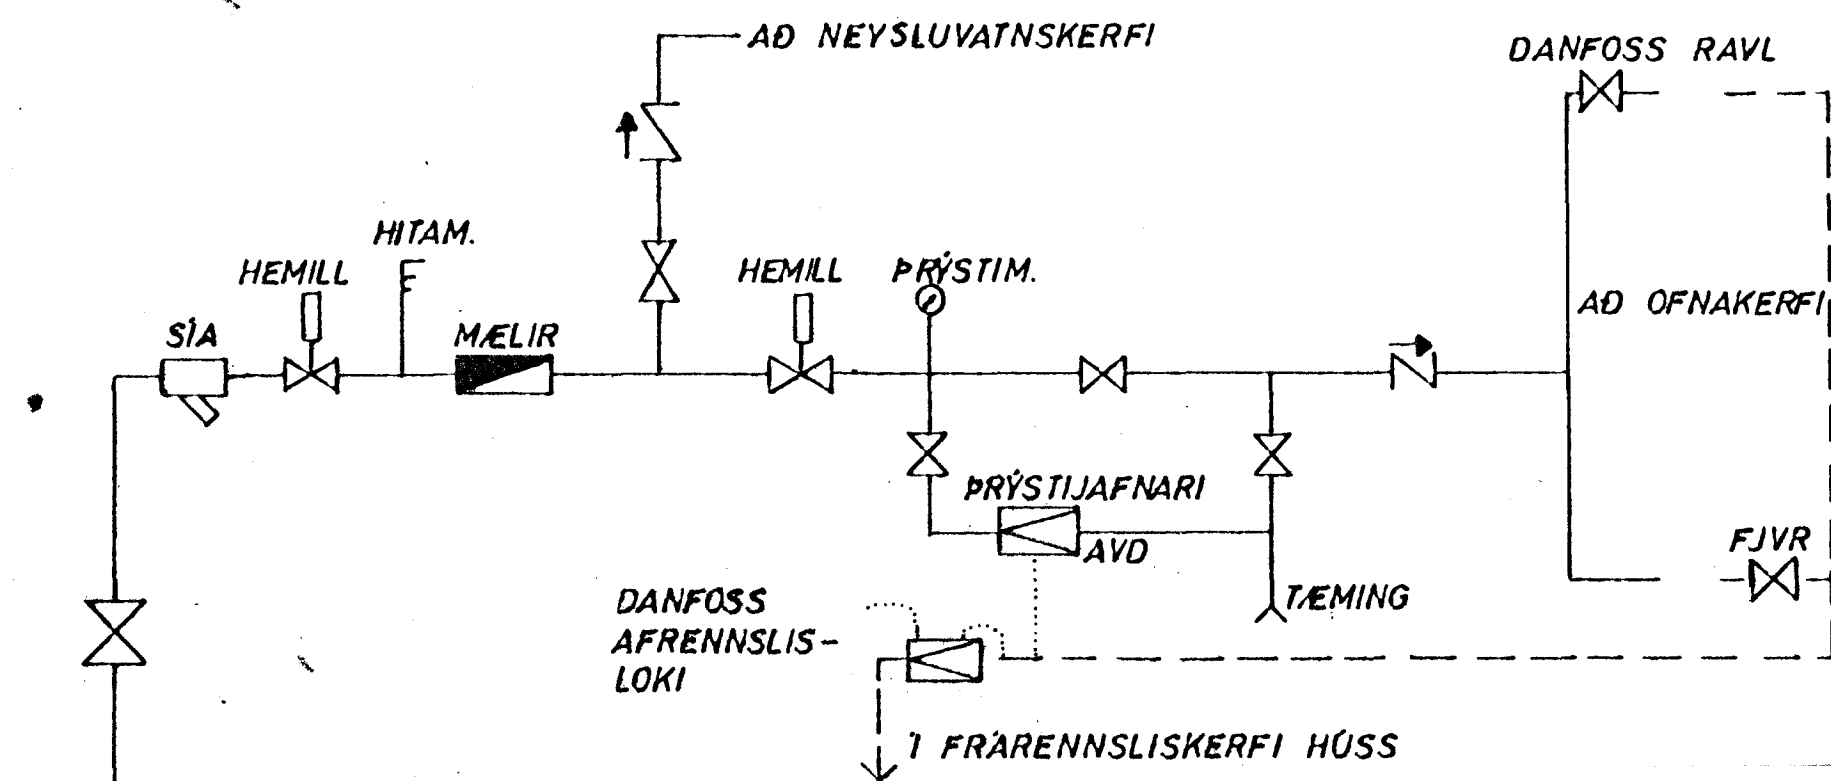 AÐ NEYSLUVATNSKERFI
DANFOSS RAVL
HITAM.
HEMILL
HEMILL
ÞRÝSTIM.
AÐ OFNAKERFI
SÍA
MÆLIR
ÞRÝSTIJAFNARI
AVD
FJVR
TÆMING
DANFOSS
AFRENNSLIS-
LOKI
Í FRÁRENNSLISKERFI HÚSS